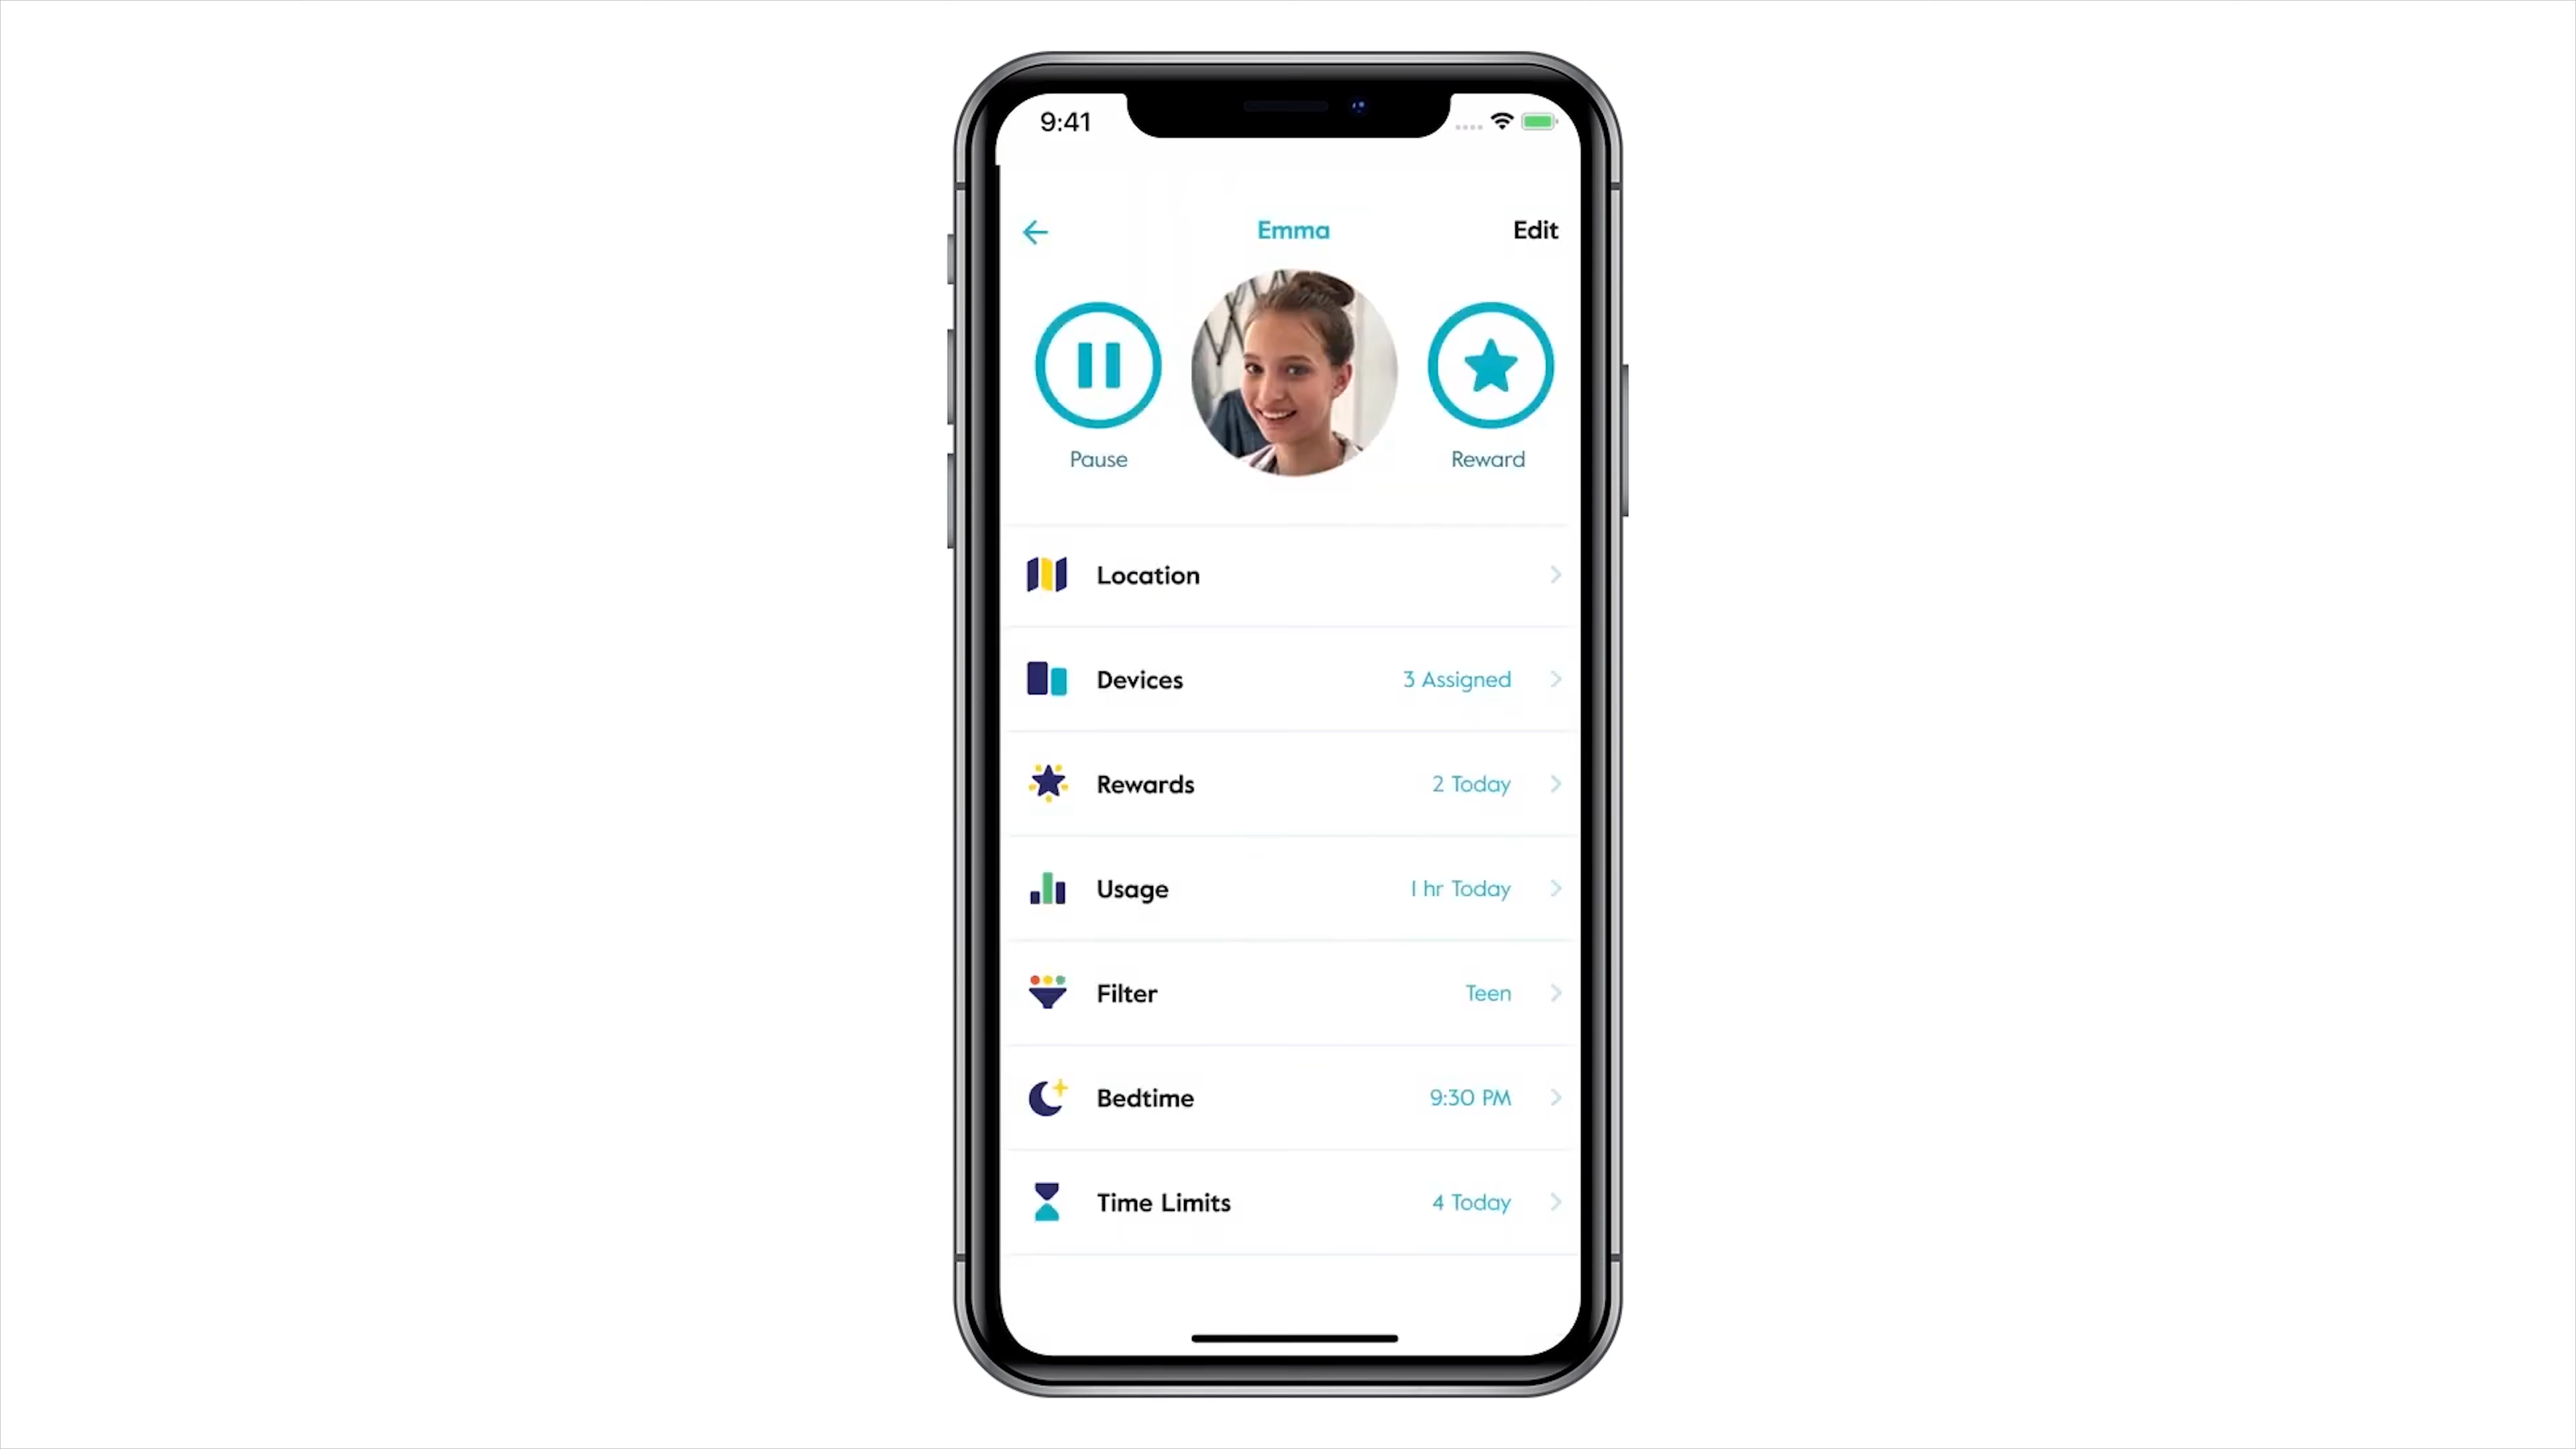 9:41
Emma
Edit
Pause
Reward
Location
Devices 3 Assigned
Rewards 2 Today
Usage 1 hr Today
Filter Teen
Bedtime 9:30 PM
Time Limits 4 Today